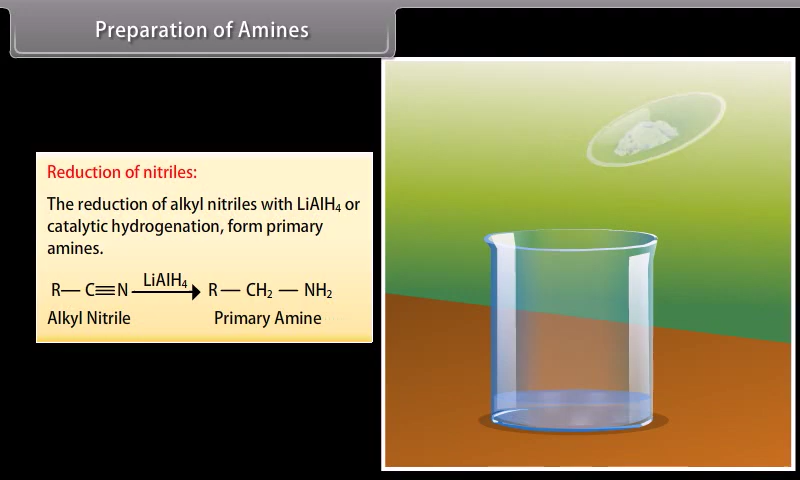 Preparation of Amines
Reduction of nitriles:
The reduction of alkyl nitriles with LiAlH₄ or
catalytic hydrogenation, form primary
amines.
LiAlH₄
R— C≡N ⟶ R — CH₂ — NH₂
Alkyl Nitrile Primary Amine